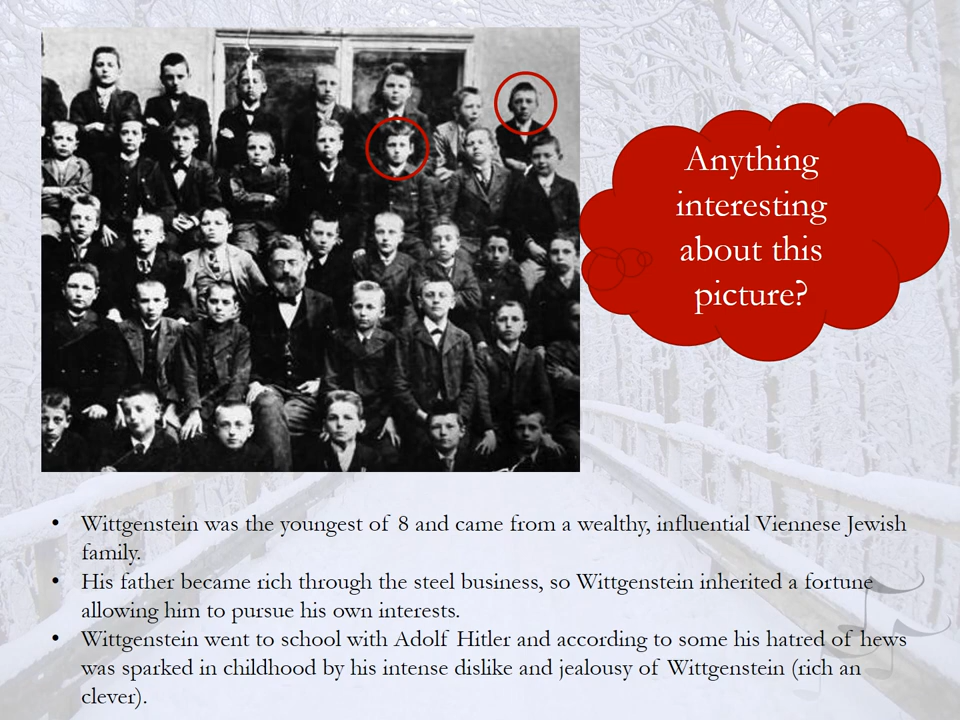 Anything
interesting
about this
picture?
• Wittgenstein was the youngest of 8 and came from a wealthy, influential Viennese Jewish
family.
• His father became rich through the steel business, so Wittgenstein inherited a fortune
allowing him to pursue his own interests.
• Wittgenstein went to school with Adolf Hitler and according to some his hatred of hews
was sparked in childhood by his intense dislike and jealousy of Wittgenstein (rich an
clever).